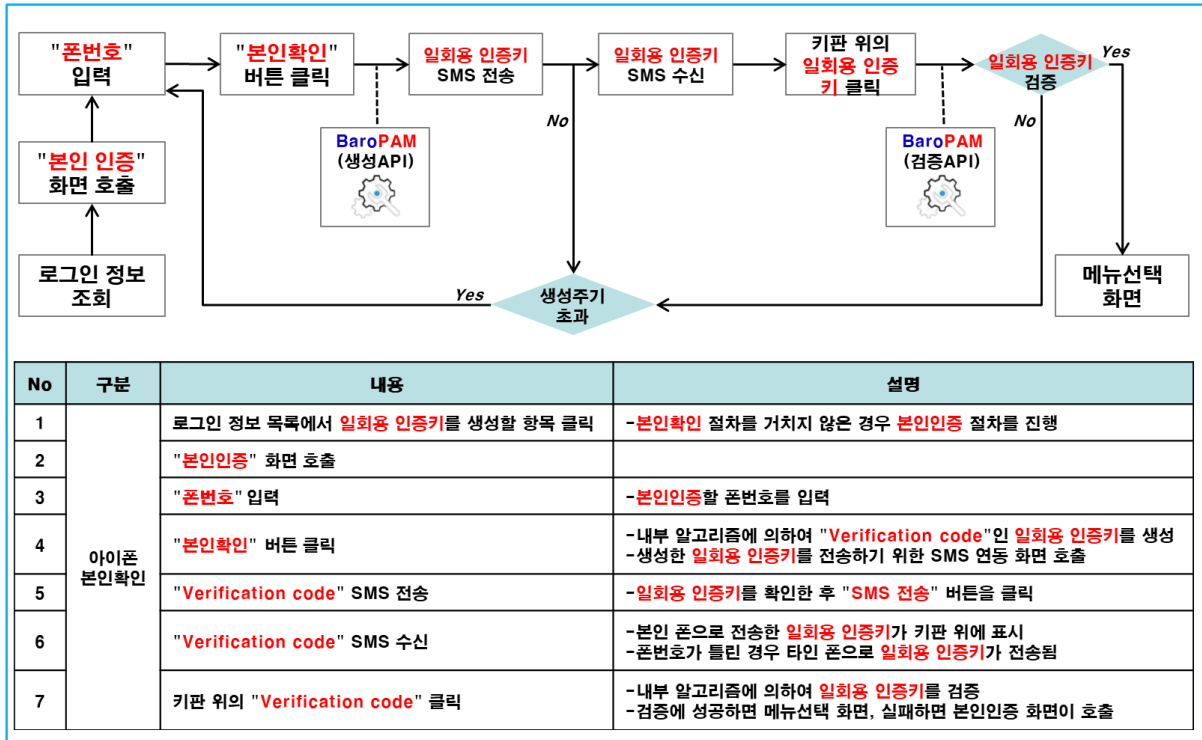 "폰번호"
입력
"본인확인"
버튼 클릭
일회용 인증키
SMS 전송
일회용 인증키
SMS 수신
키판 위의
일회용 인증
키 클릭
일회용 인증키
검증
Yes
No
No
BaroPAM
(생성API)
BaroPAM
(검증API)
"본인 인증"
화면 호출
로그인 정보
조회
Yes
생성주기
초과
메뉴선택
화면
No 구분 내용 설명
1 로그인 정보 목록에서 일회용 인증키를 생성할 항목 클릭 -본인확인 절차를 거치지 않은 경우 본인인증 절차를 진행
2 "본인인증" 화면 호출
3 "폰번호" 입력 -본인인증할 폰번호를 입력
아이폰
본인확인
4 "본인확인" 버튼 클릭 -내부 알고리즘에 의하여 "Verification code"인 일회용 인증키를 생성
-생성한 일회용 인증키를 전송하기 위한 SMS 연동 화면 호출
5 "Verification code" SMS 전송 -일회용 인증키를 확인한 후 "SMS 전송" 버튼을 클릭
6 "Verification code" SMS 수신 -본인 폰으로 전송한 일회용 인증키가 키판 위에 표시
-폰번호가 틀린 경우 타인 폰으로 일회용 인증키가 전송됨
7 키판 위의 "Verification code" 클릭 -내부 알고리즘에 의하여 일회용 인증키를 검증
-검증에 성공하면 메뉴선택 화면, 실패하면 본인인증 화면이 호출